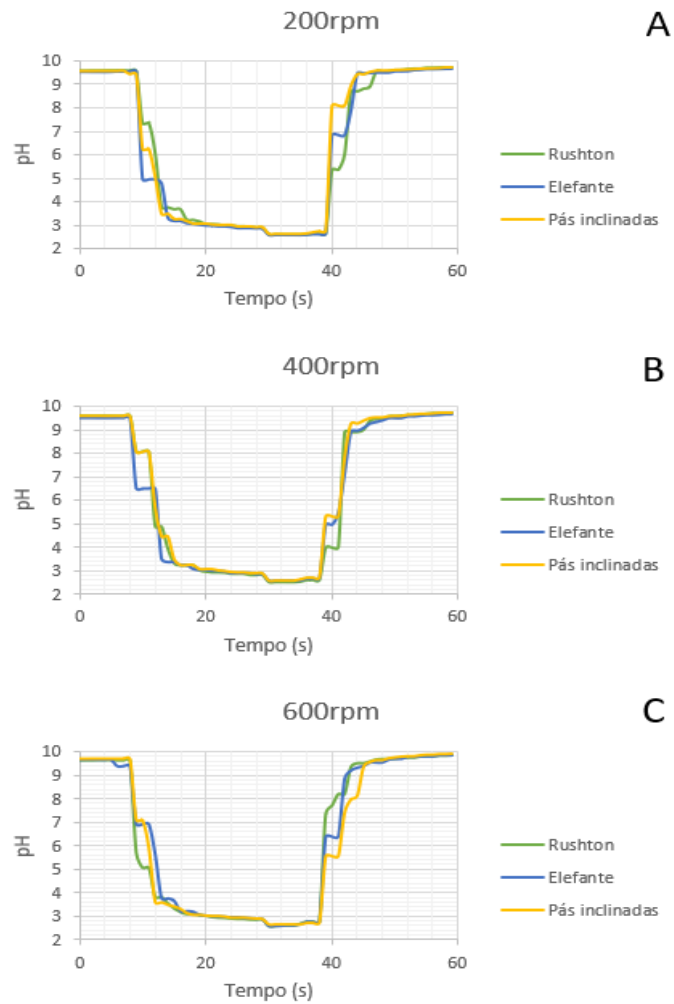 200rpm
A
10
9
8
7
6
5
4
3
2
pH
0 20 40 60
Tempo (s)
Rushton
Elefante
Pás inclinadas
400rpm
B
10
9
8
7
6
5
4
3
2
pH
0 20 40 60
Tempo (s)
Rushton
Elefante
Pás inclinadas
600rpm
C
10
9
8
7
6
5
4
3
2
pH
0 20 40 60
Tempo (s)
Rushton
Elefante
Pás inclinadas